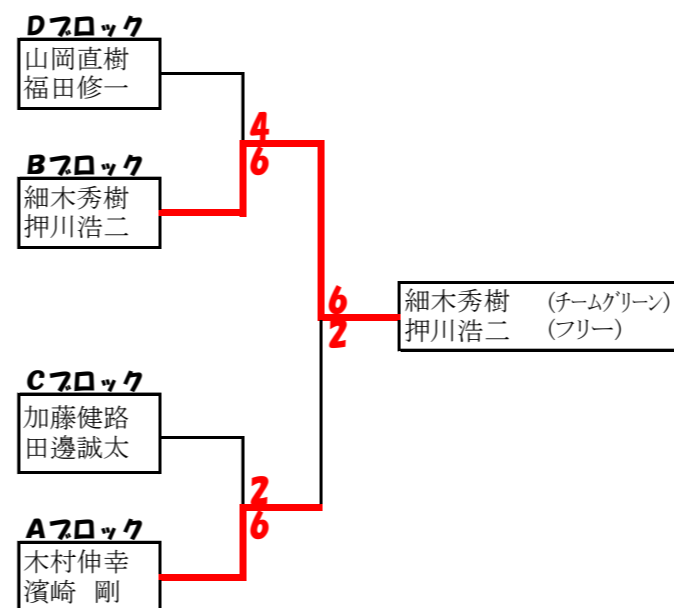 Dブロック
山岡直樹
福田修一
4
6
Bブロック
細木秀樹
押川浩二
6
2
細木秀樹 (チームグリーン)
押川浩二 (フリー)
Cブロック
加藤健路
田邊誠太
2
6
Aブロック
木村伸幸
濱崎 剛